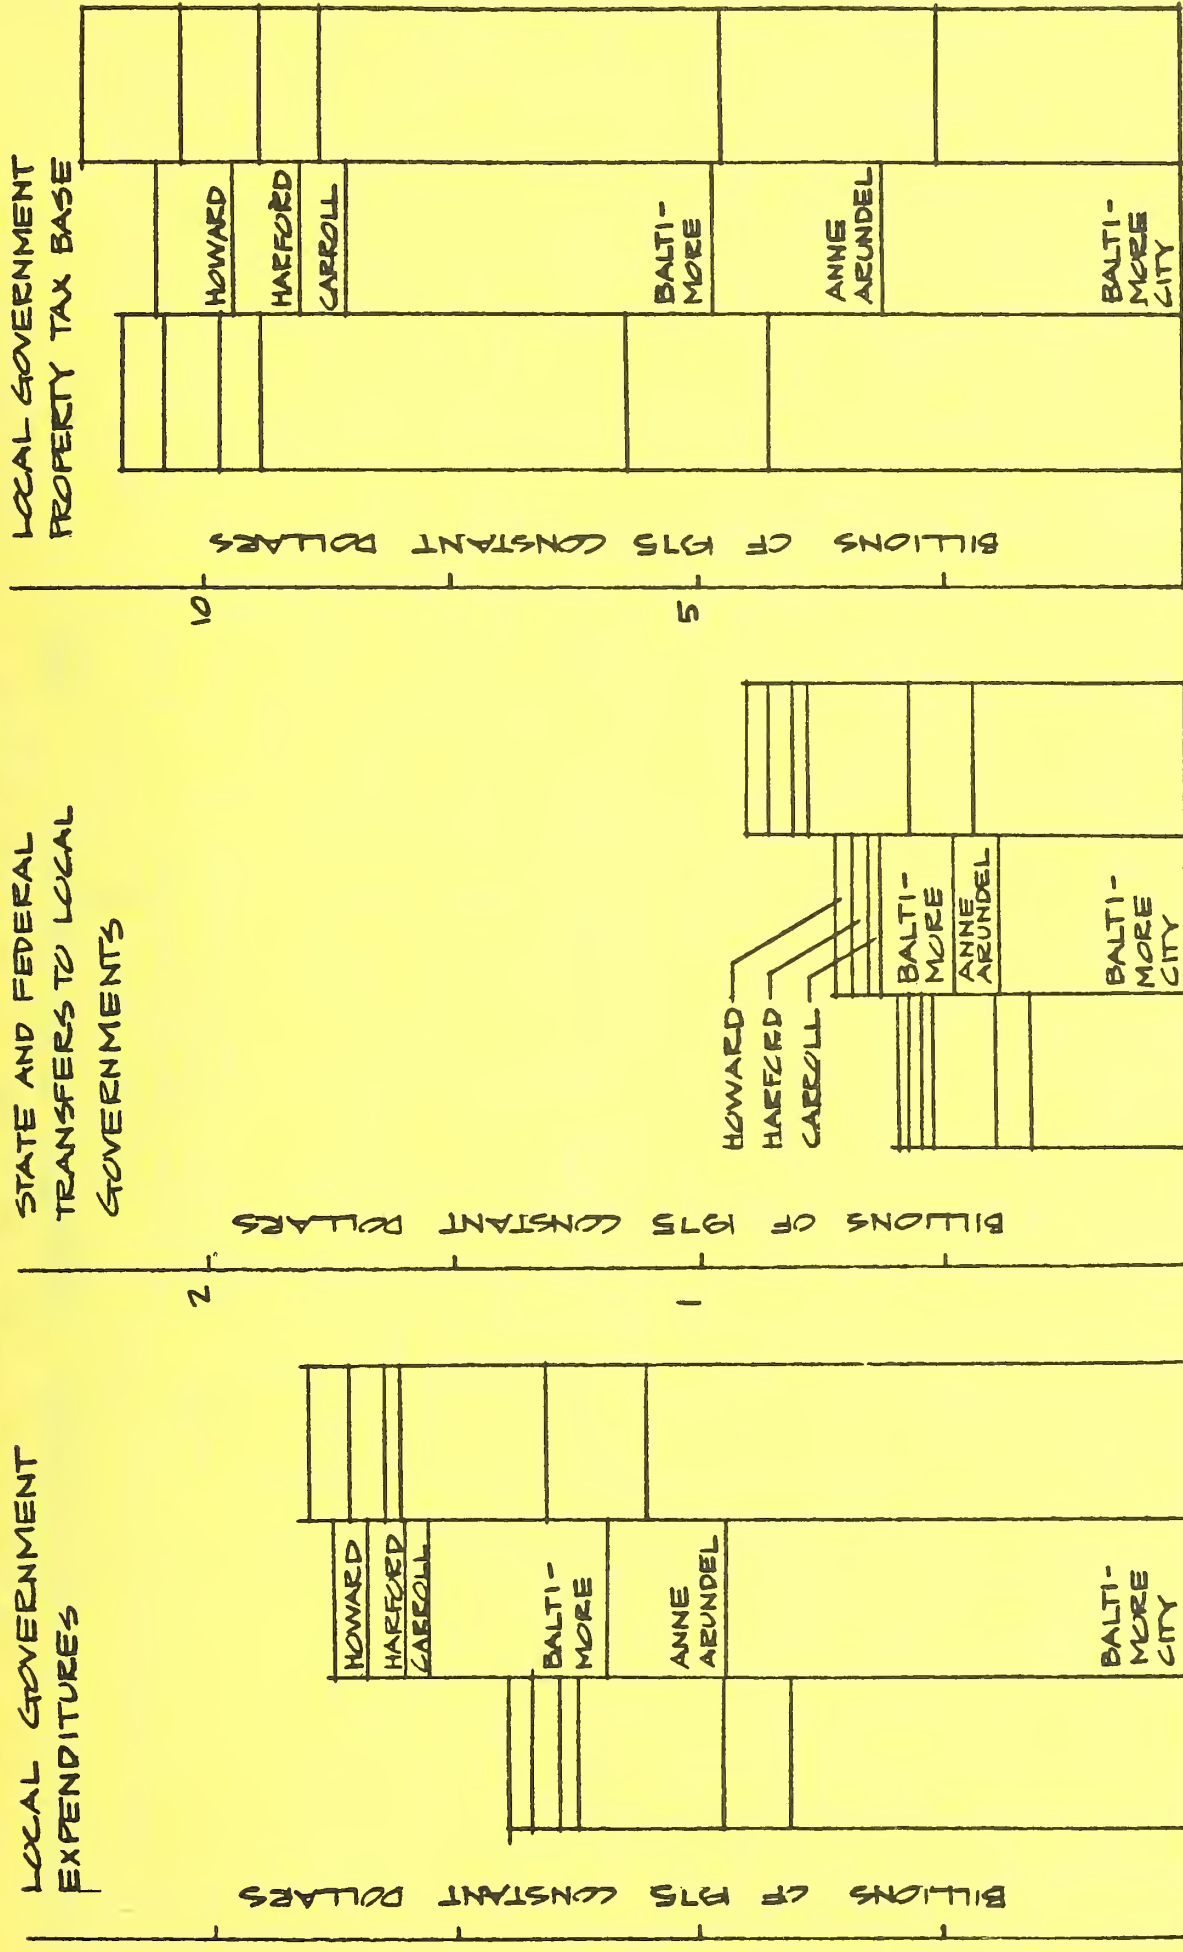 LOCAL GOVERNMENT
EXPENDITURES
BILLIONS OF 1975 CONSTANT DOLLARS
HOWARD
HARFORD
CARROLL
BALTI-
MORE
ANNE
ARUNDEL
BALTI-
MORE
CITY
STATE AND FEDERAL
TRANSFERS TO LOCAL
GOVERNMENTS
2
1
BILLIONS OF 1975 CONSTANT DOLLARS
HOWARD
HARFORD
CARROLL
BALTI-
MORE
ANNE
ARUNDEL
BALTI-
MORE
CITY
LOCAL GOVERNMENT
PROPERTY TAX BASE
10
5
BILLIONS OF 1975 CONSTANT DOLLARS
HOWARD
HARFORD
CARROLL
BALTI-
MORE
ANNE
ARUNDEL
BALTI-
MORE
CITY